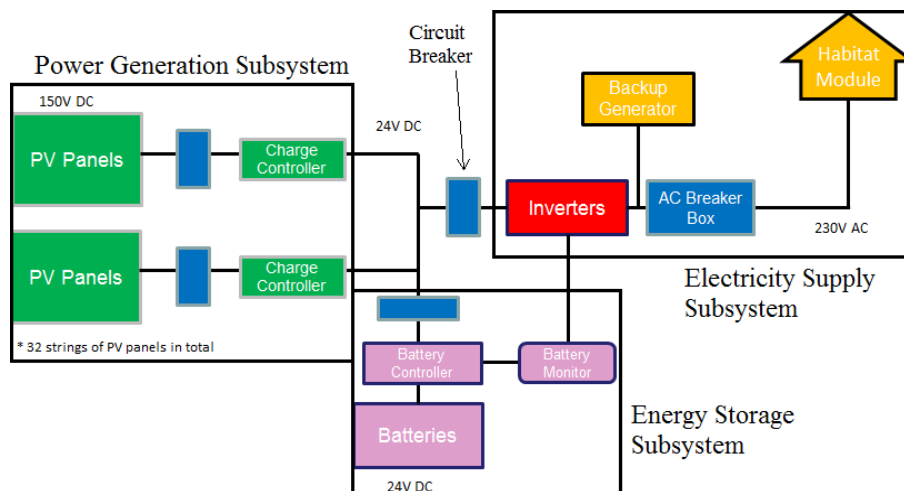 Circuit
Breaker
Power Generation Subsystem
Habitat
Module
150V DC
Backup
Generator
24V DC
PV Panels
Charge
Controller
Inverters
AC Breaker
Box
230V AC
PV Panels
Charge
Controller
Electricity Supply
Subsystem
* 32 strings of PV panels in total
Battery
Controller
Battery
Monitor
Energy Storage
Subsystem
Batteries
24V DC